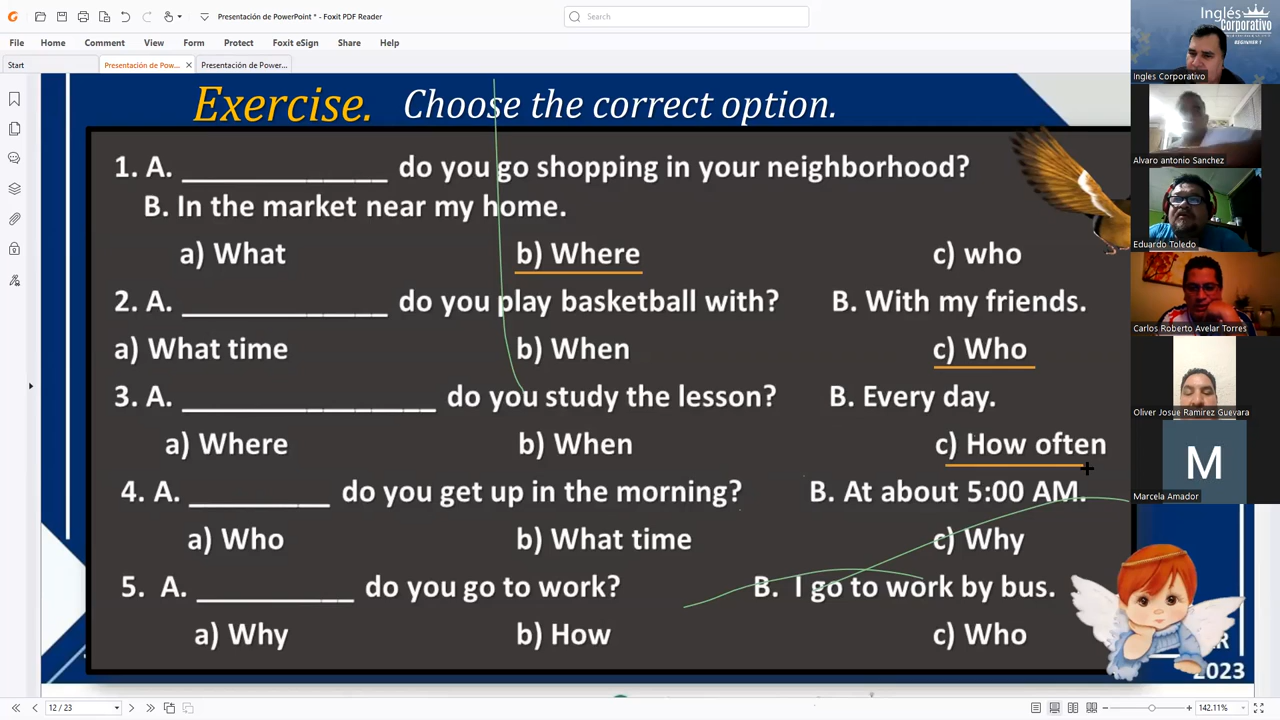 Presentación de PowerPoint * - Foxit PDF Reader
Search
File Home Comment View Form Protect Foxit eSign Share Help
Start Presentación de Pow... Presentación de Power...
Inglés
Corporativo
BEGINNER 1
Ingles Corporativo
Alvaro antonio Sanchez
Eduardo Toledo
Carlos Roberto Avelar Torres
Oliver Josue Ramirez Guevara
M
Marcela Amador
Exercise. Choose the correct option.
1. A. _____________ do you go shopping in your neighborhood?
B. In the market near my home.
a) What b) Where c) who
2. A. _____________ do you play basketball with? B. With my friends.
a) What time b) When c) Who
3. A. ________________ do you study the lesson? B. Every day.
a) Where b) When c) How often
4. A. _________ do you get up in the morning? B. At about 5:00 AM.
a) Who b) What time c) Why
5. A. __________ do you go to work? B. I go to work by bus.
a) Why b) How c) Who
2023
12 / 23
142.11%